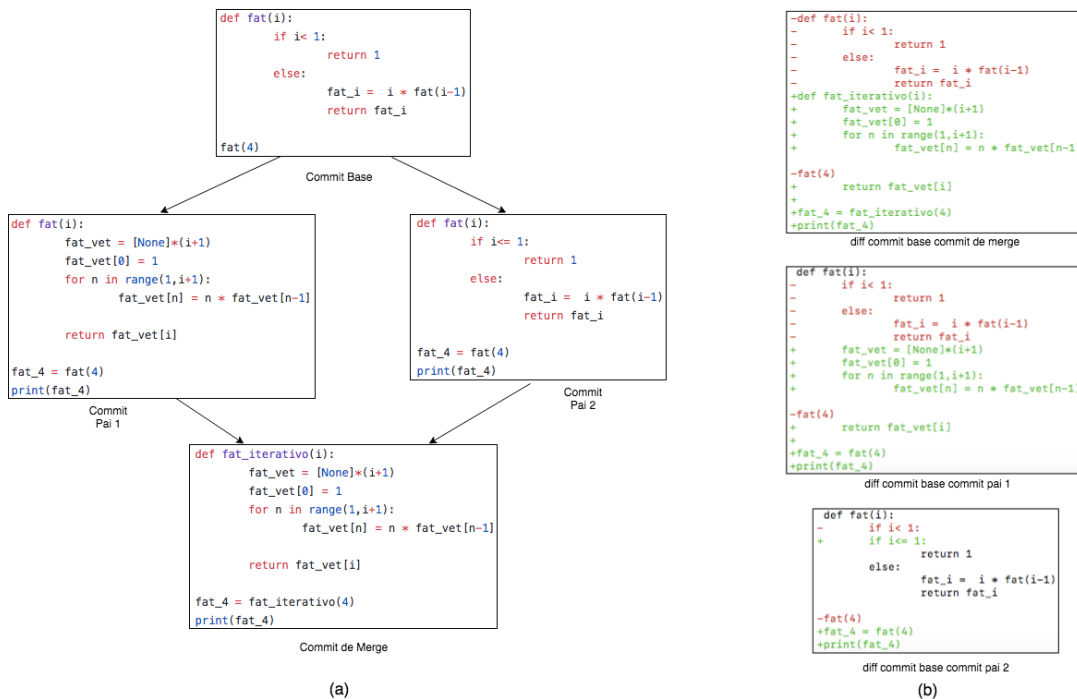 def fat(i):
if i< 1:
return 1
else:
fat_i =  i * fat(i-1)
return fat_i
fat(4)
Commit Base
def fat(i):
fat_vet = [None]*(i+1)
fat_vet[0] = 1
for n in range(1,i+1):
fat_vet[n] = n * fat_vet[n-1]
return fat_vet[i]
fat_4 = fat(4)
print(fat_4)
Commit
Pai 1
def fat(i):
if i<= 1:
return 1
else:
fat_i =  i * fat(i-1)
return fat_i
fat_4 = fat(4)
print(fat_4)
Commit
Pai 2
def fat_iterativo(i):
fat_vet = [None]*(i+1)
fat_vet[0] = 1
for n in range(1,i+1):
fat_vet[n] = n * fat_vet[n-1]
return fat_vet[i]
fat_4 = fat_iterativo(4)
print(fat_4)
Commit de Merge
(a)
-def fat(i):
- if i< 1:
- return 1
- else:
- fat_i =  i * fat(i-1)
- return fat_i
+def fat_iterativo(i):
+ fat_vet = [None]*(i+1)
+ fat_vet[0] = 1
+ for n in range(1,i+1):
+ fat_vet[n] = n * fat_vet[n-1
-fat(4)
+ return fat_vet[i]
+
+fat_4 = fat_iterativo(4)
+print(fat_4)
diff commit base commit de merge
def fat(i):
- if i< 1:
- return 1
- else:
- fat_i =  i * fat(i-1)
- return fat_i
+ fat_vet = [None]*(i+1)
+ fat_vet[0] = 1
+ for n in range(1,i+1):
+ fat_vet[n] = n * fat_vet[n-1]
-fat(4)
+ return fat_vet[i]
+
+fat_4 = fat(4)
+print(fat_4)
diff commit base commit pai 1
def fat(i):
- if i< 1:
+ if i<= 1:
return 1
else:
fat_i =  i * fat(i-1)
return fat_i
-fat(4)
+fat_4 = fat(4)
+print(fat_4)
diff commit base commit pai 2
(b)